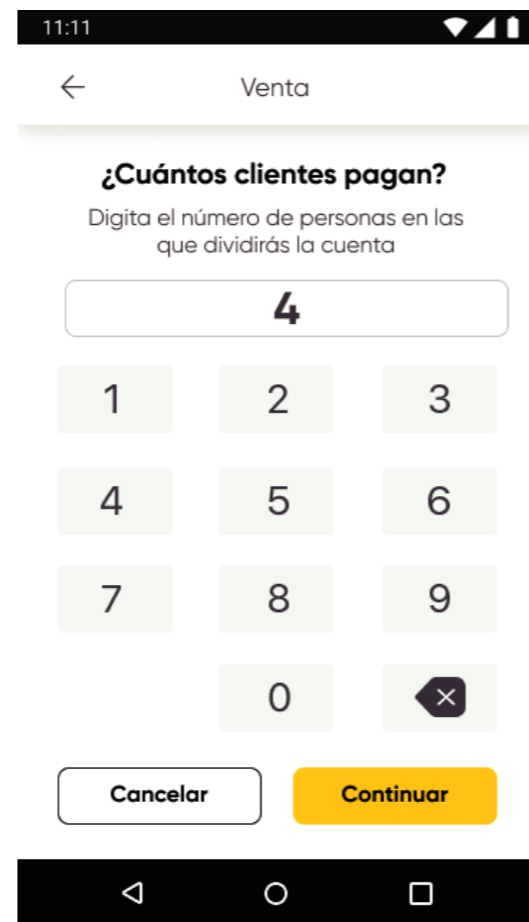 11:11
Venta
¿Cuántos clientes pagan?
Digita el número de personas en las
que dividirás la cuenta
4
1 2 3
4 5 6
7 8 9
0
Cancelar Continuar